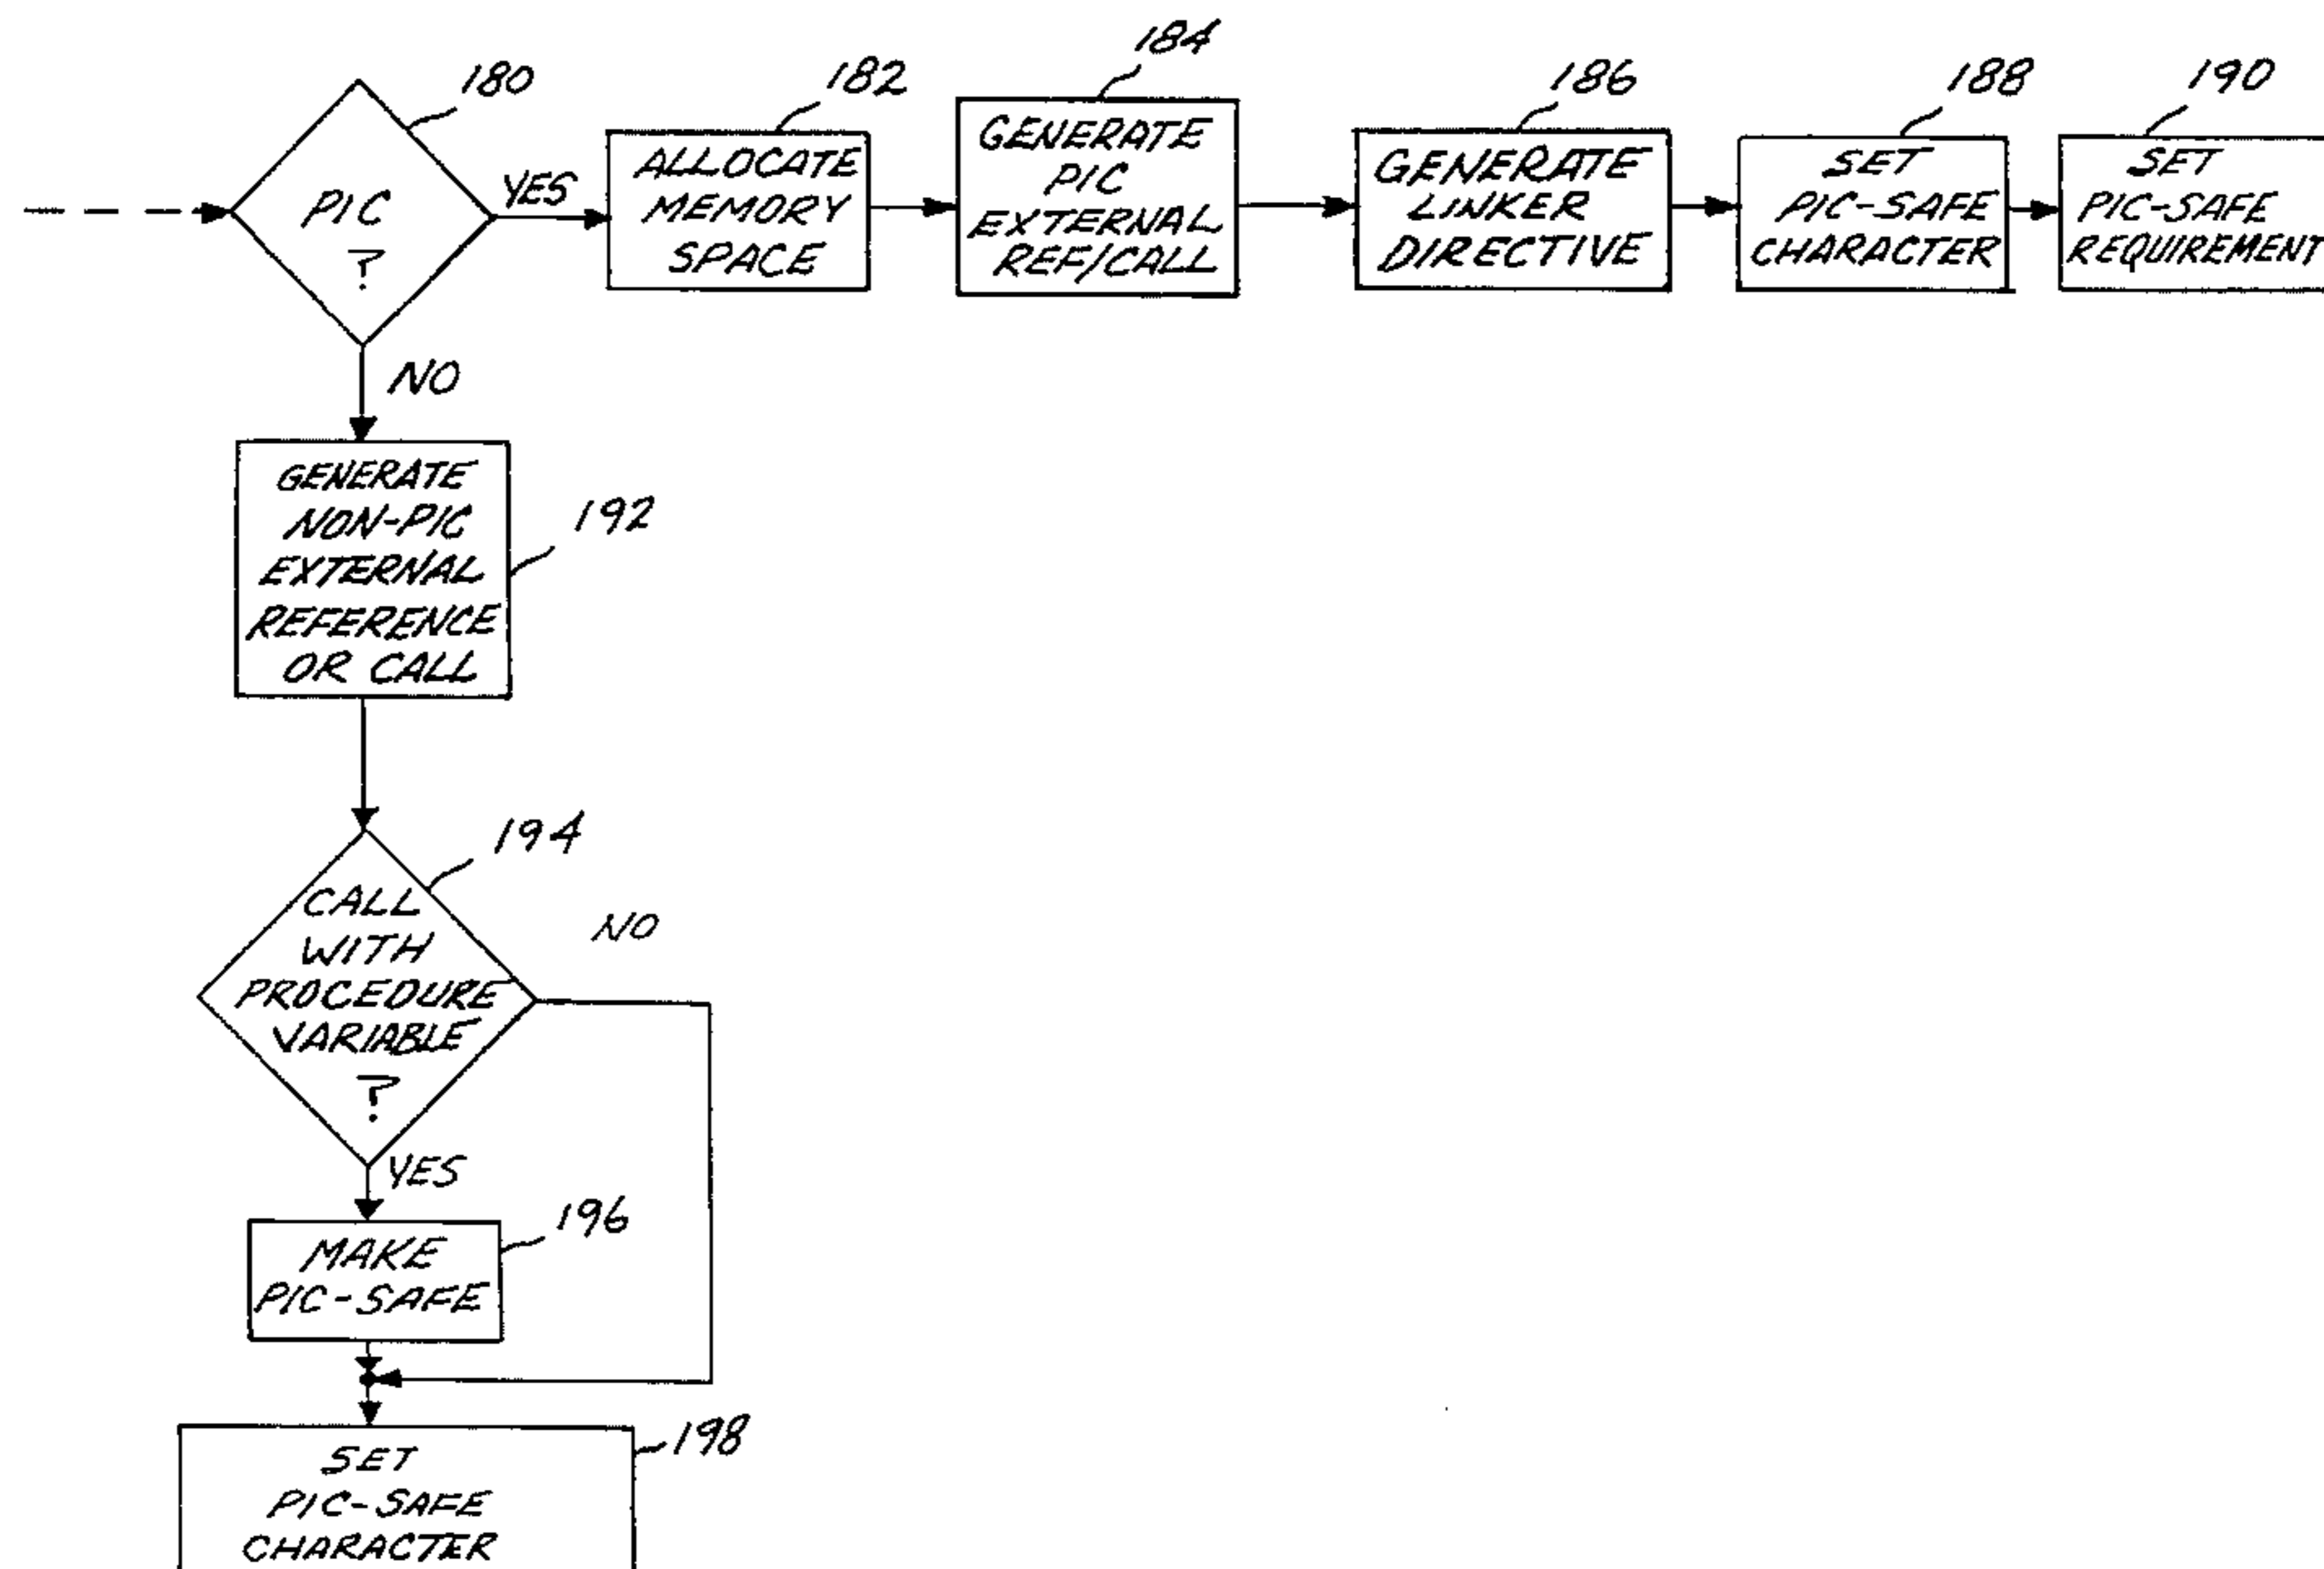 180
PIC
?
YES
182
ALLOCATE
MEMORY
SPACE
184
GENERATE
PIC
EXTERNAL
REF/CALL
186
GENERATE
LINKER
DIRECTIVE
188
SET
PIC-SAFE
CHARACTER
190
SET
PIC-SAFE
REQUIREMENT
NO
192
GENERATE
NON-PIC
EXTERNAL
REFERENCE
OR CALL
194
CALL
WITH
PROCEDURE
VARIABLE
?
NO
YES
196
MAKE
PIC-SAFE
198
SET
PIC-SAFE
CHARACTER